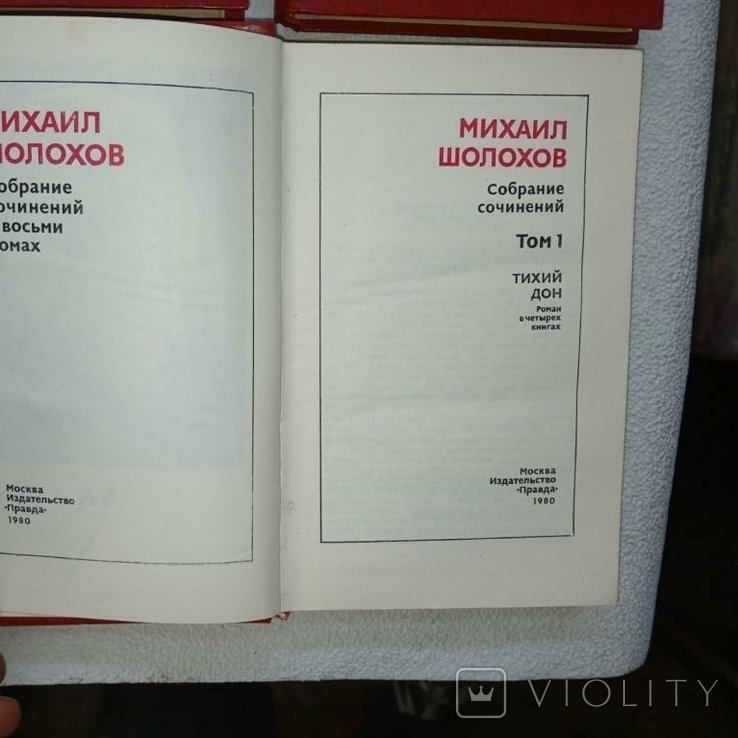 ИХАИЛ
ОЛОХОВ
обрание
очинений
восьми
омах
Москва
Издательство
«Правда»
1980
МИХАИЛ
ШОЛОХОВ
Собрание
сочинений
Том 1
ТИХИЙ
ДОН
Роман
в четырех
книгах
Москва
Издательство
«Правда»
1980
VIOLITY